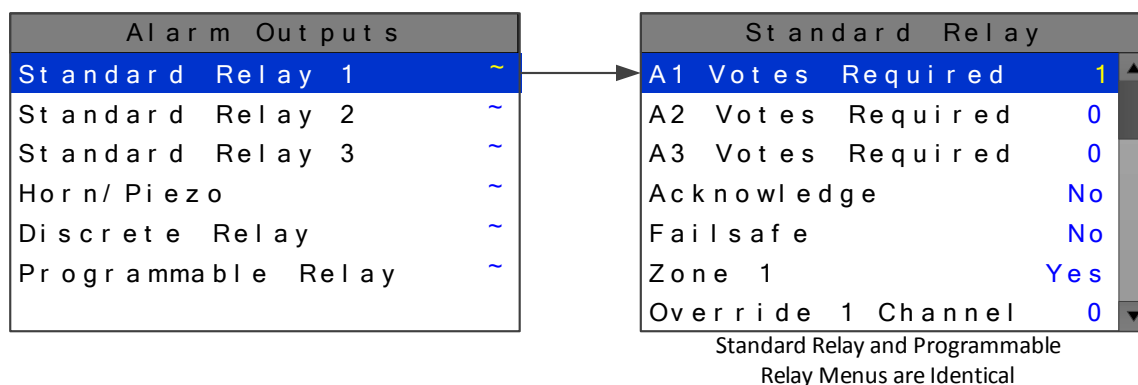 Alarm Outputs
Standard Relay 1 ~
Standard Relay 2 ~
Standard Relay 3 ~
Horn/Piezo ~
Discrete Relay ~
Programmable Relay ~
Standard Relay
A1 Votes Required 1
A2 Votes Required 0
A3 Votes Required 0
Acknowledge No
Failsafe No
Zone 1 Yes
Override 1 Channel 0
Standard Relay and Programmable
Relay Menus are Identical